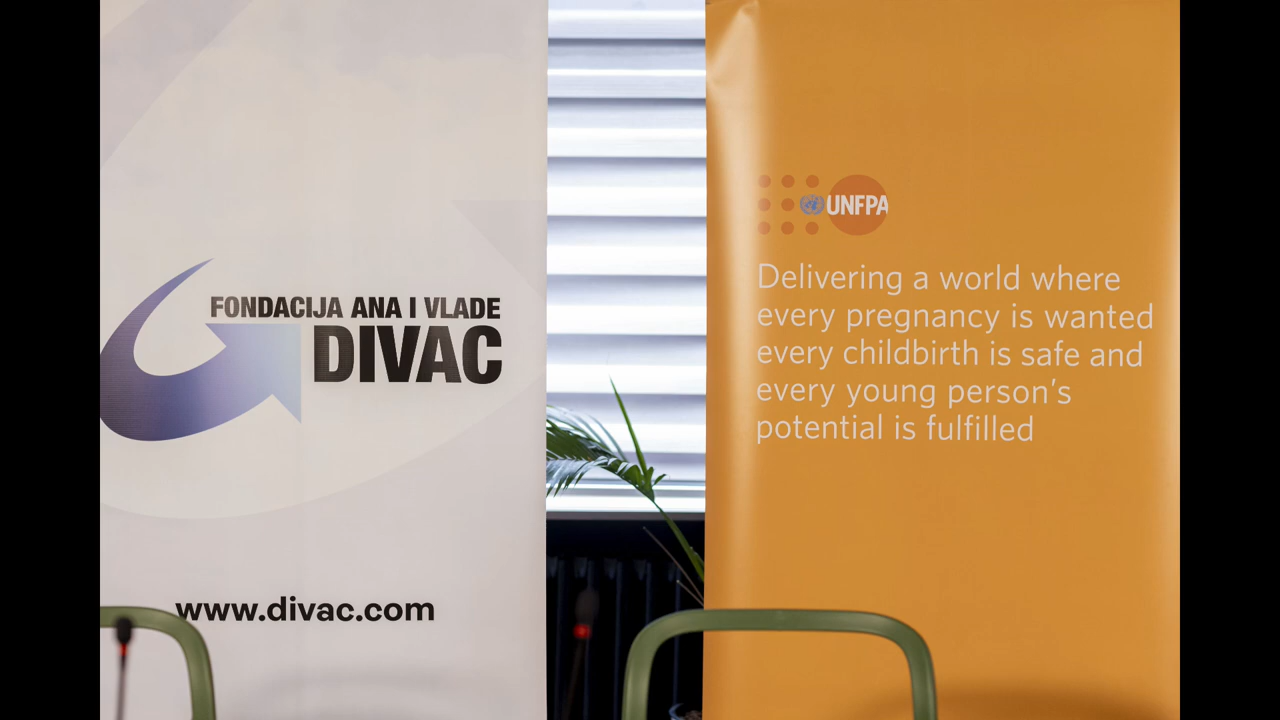 FONDACIJA ANA I VLADE
DIVAC
www.divac.com
UNFPA
Delivering a world where
every pregnancy is wanted
every childbirth is safe and
every young person's
potential is fulfilled